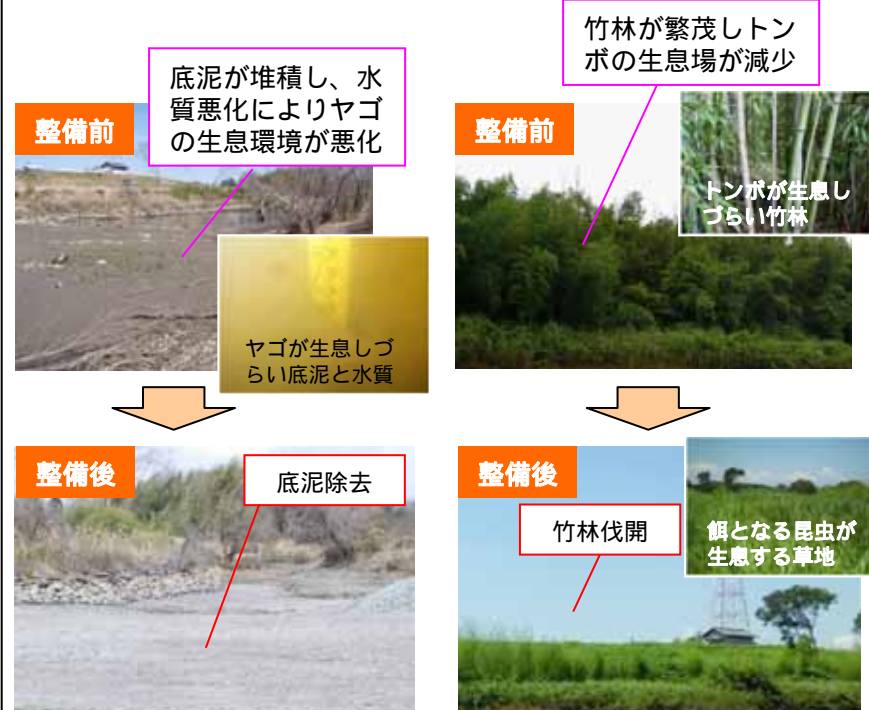 整備前
底泥が堆積し、水
質悪化によりヤゴ
の生息環境が悪化
ヤゴが生息しづ
らい底泥と水質
整備前
竹林が繁茂しトン
ボの生息場が減少
トンボが生息し
づらい竹林
整備後
底泥除去
整備後
竹林伐開
餌となる昆虫が
生息する草地